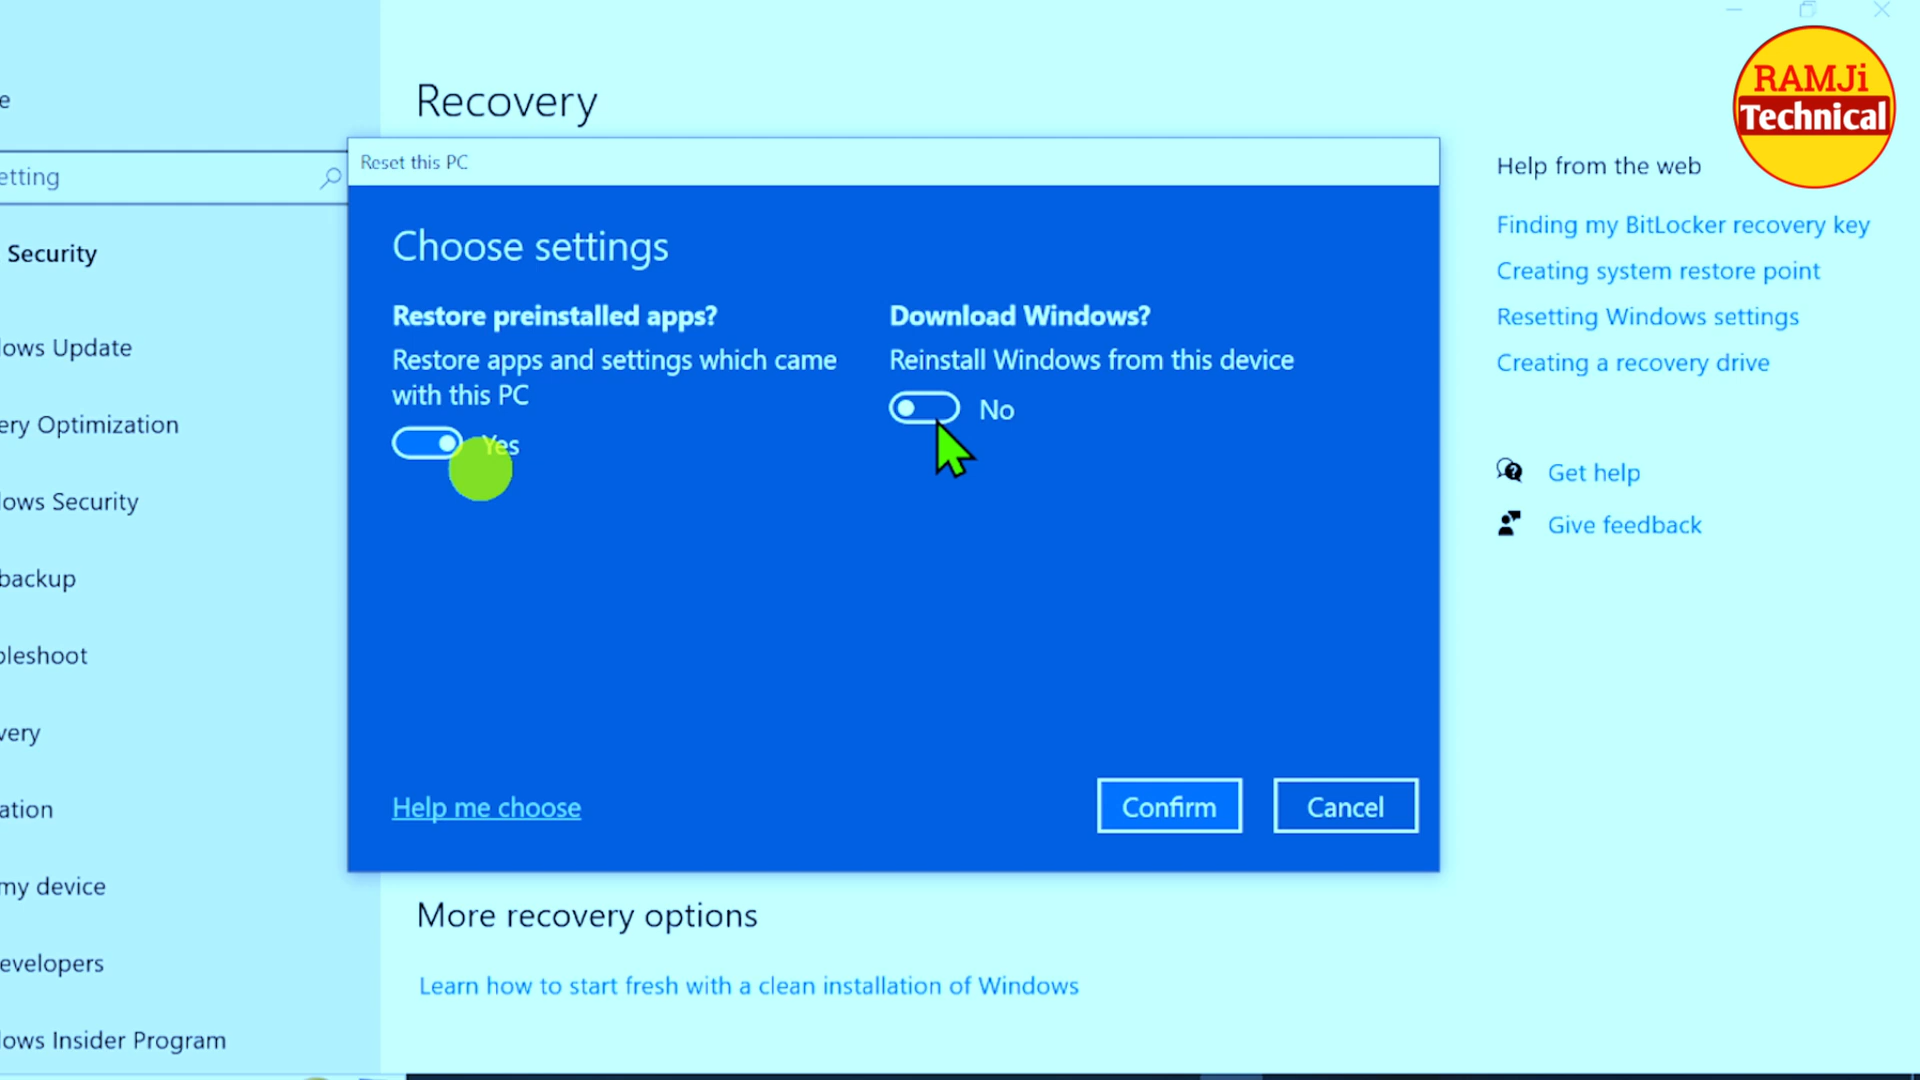 RAMJi
Technical
e
etting
Security
ows Update
ery Optimization
ows Security
backup
leshoot
very
ation
my device
evelopers
ows Insider Program
Recovery
Reset this PC
Choose settings
Restore preinstalled apps?
Restore apps and settings which came
with this PC
Yes
Download Windows?
Reinstall Windows from this device
No
Help me choose
Confirm
Cancel
More recovery options
Learn how to start fresh with a clean installation of Windows
Help from the web
Finding my BitLocker recovery key
Creating system restore point
Resetting Windows settings
Creating a recovery drive
Get help
Give feedback